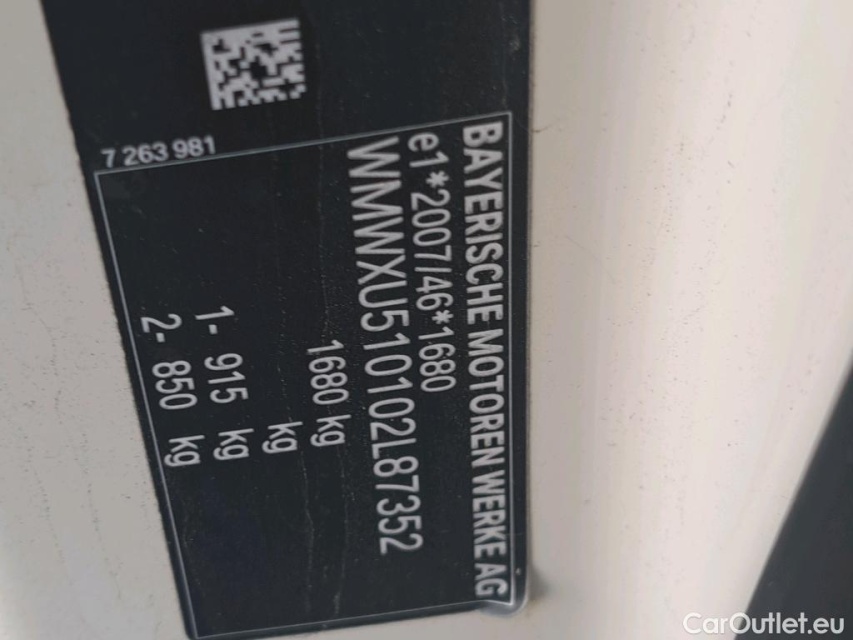 7 263 981
BAYERISCHE MOTOREN WERKE AG
e1*2007/46*1680
WMWXU510102L87352
1680 kg
kg
1- 915 kg
2- 850 kg
CarOutlet.eu